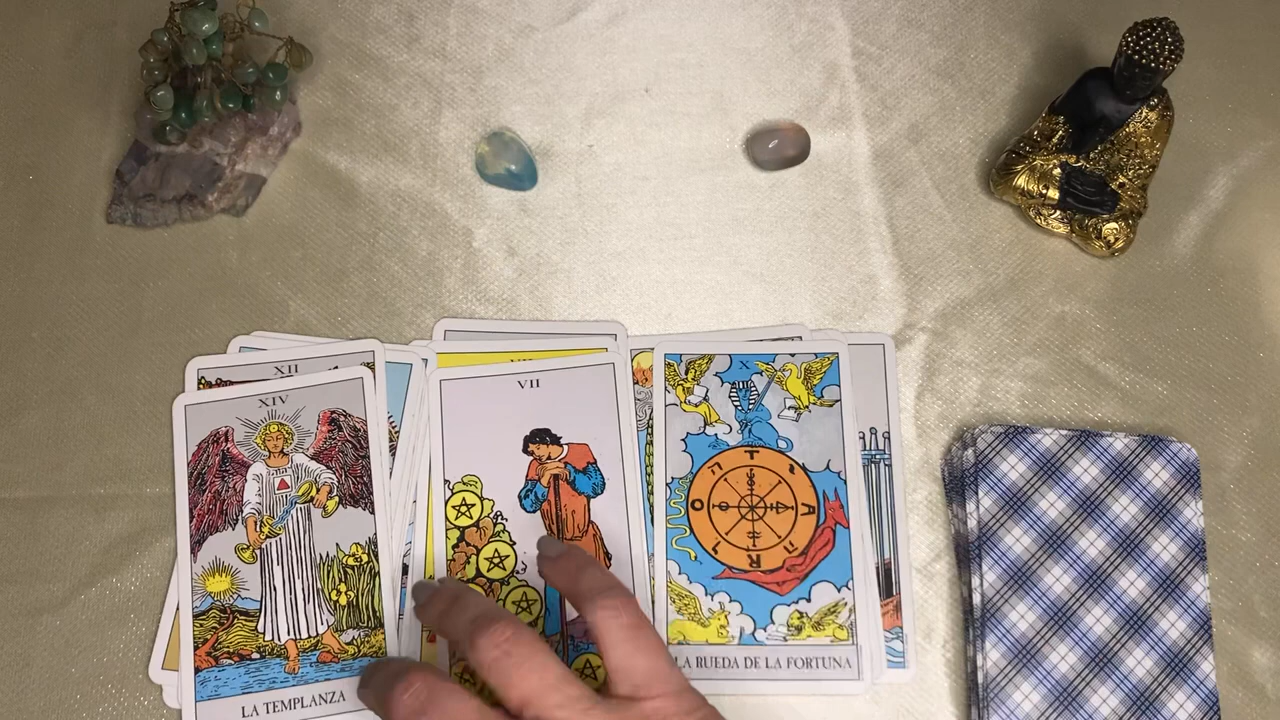 XII
XIV
LA TEMPLANZA
VII
X
T
A
R
O
LA RUEDA DE LA FORTUNA